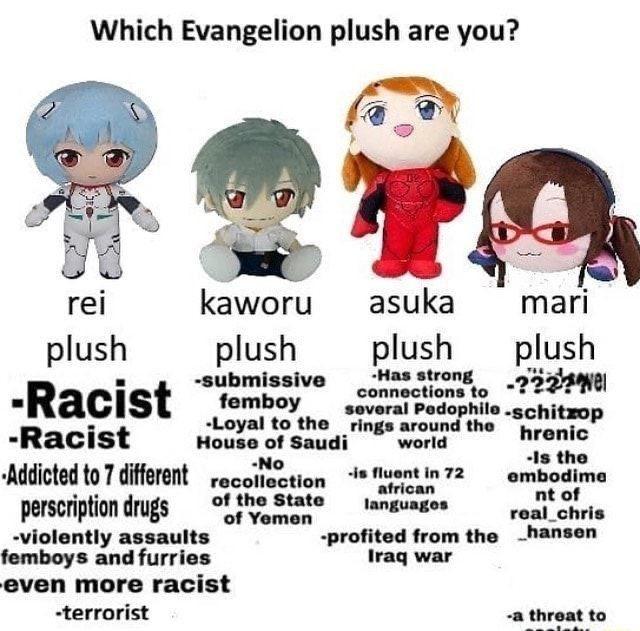 Which Evangelion plush are you?
rei
plush
-Racist
-Racist
-Addicted to 7 different
perscription drugs
-violently assaults
femboys and furries
-even more racist
-terrorist
kaworu
plush
-submissive
femboy
-Loyal to the
House of Saudi
-No
recollection
of the State
of Yemen
asuka
plush
-Has strong
connections to
several Pedophile
rings around the
world
-is fluent in 72
african
languages
-profited from the
Iraq war
mari
plush
-?????
-schitzop
hrenic
-Is the
embodime
nt of
real_chris
_hansen
-a threat to